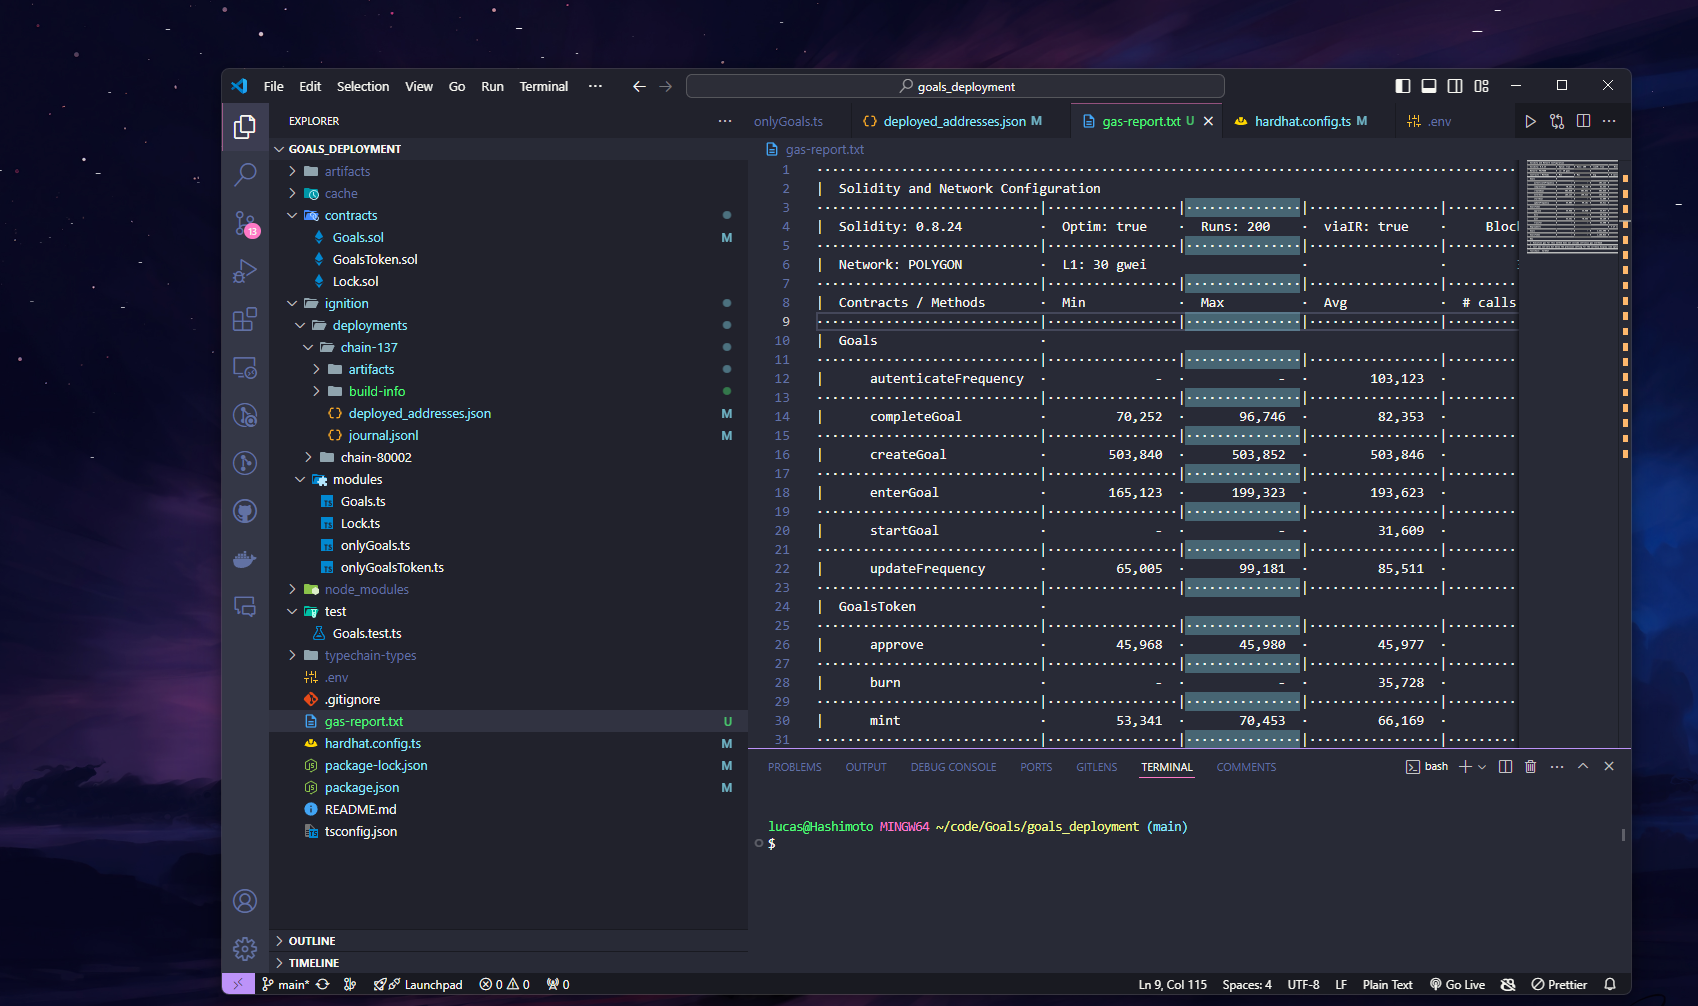 File Edit Selection View Go Run Terminal ··· goals_deployment
EXPLORER ···
GOALS_DEPLOYMENT
artifacts
cache
contracts
Goals.sol M
GoalsToken.sol
Lock.sol
ignition
deployments
chain-137
artifacts
build-info
deployed_addresses.json M
journal.jsonl M
chain-80002
modules
Goals.ts
Lock.ts
onlyGoals.ts
onlyGoalsToken.ts
node_modules
test
Goals.test.ts
typechain-types
.env
.gitignore
gas-report.txt U
hardhat.config.ts M
package-lock.json M
package.json M
README.md
tsconfig.json
OUTLINE
TIMELINE
13
onlyGoals.ts deployed_addresses.json M gas-report.txt U hardhat.config.ts M .env
gas-report.txt
1
2 | Solidity and Network Configuration
3
4 | Solidity: 0.8.24 · Optim: true · Runs: 200 · viaIR: true · Bloc
5
6 | Network: POLYGON · L1: 30 gwei · ·
7
8 | Contracts / Methods · Min · Max · Avg · # calls
9
10 | Goals ·
11
12 | autenticateFrequency · - · - · 103,123 ·
13
14 | completeGoal · 70,252 · 96,746 · 82,353 ·
15
16 | createGoal · 503,840 · 503,852 · 503,846 ·
17
18 | enterGoal · 165,123 · 199,323 · 193,623 ·
19
20 | startGoal · - · - · 31,609 ·
21
22 | updateFrequency · 65,005 · 99,181 · 85,511 ·
23
24 | GoalsToken ·
25
26 | approve · 45,968 · 45,980 · 45,977 ·
27
28 | burn · - · - · 35,728 ·
29
30 | mint · 53,341 · 70,453 · 66,169 ·
31
PROBLEMS OUTPUT DEBUG CONSOLE PORTS GITLENS TERMINAL COMMENTS bash
lucas@Hashimoto MINGW64 ~/code/Goals/goals_deployment (main)
$
main* Launchpad 0 0 0 Ln 9, Col 115 Spaces: 4 UTF-8 LF Plain Text Go Live Prettier